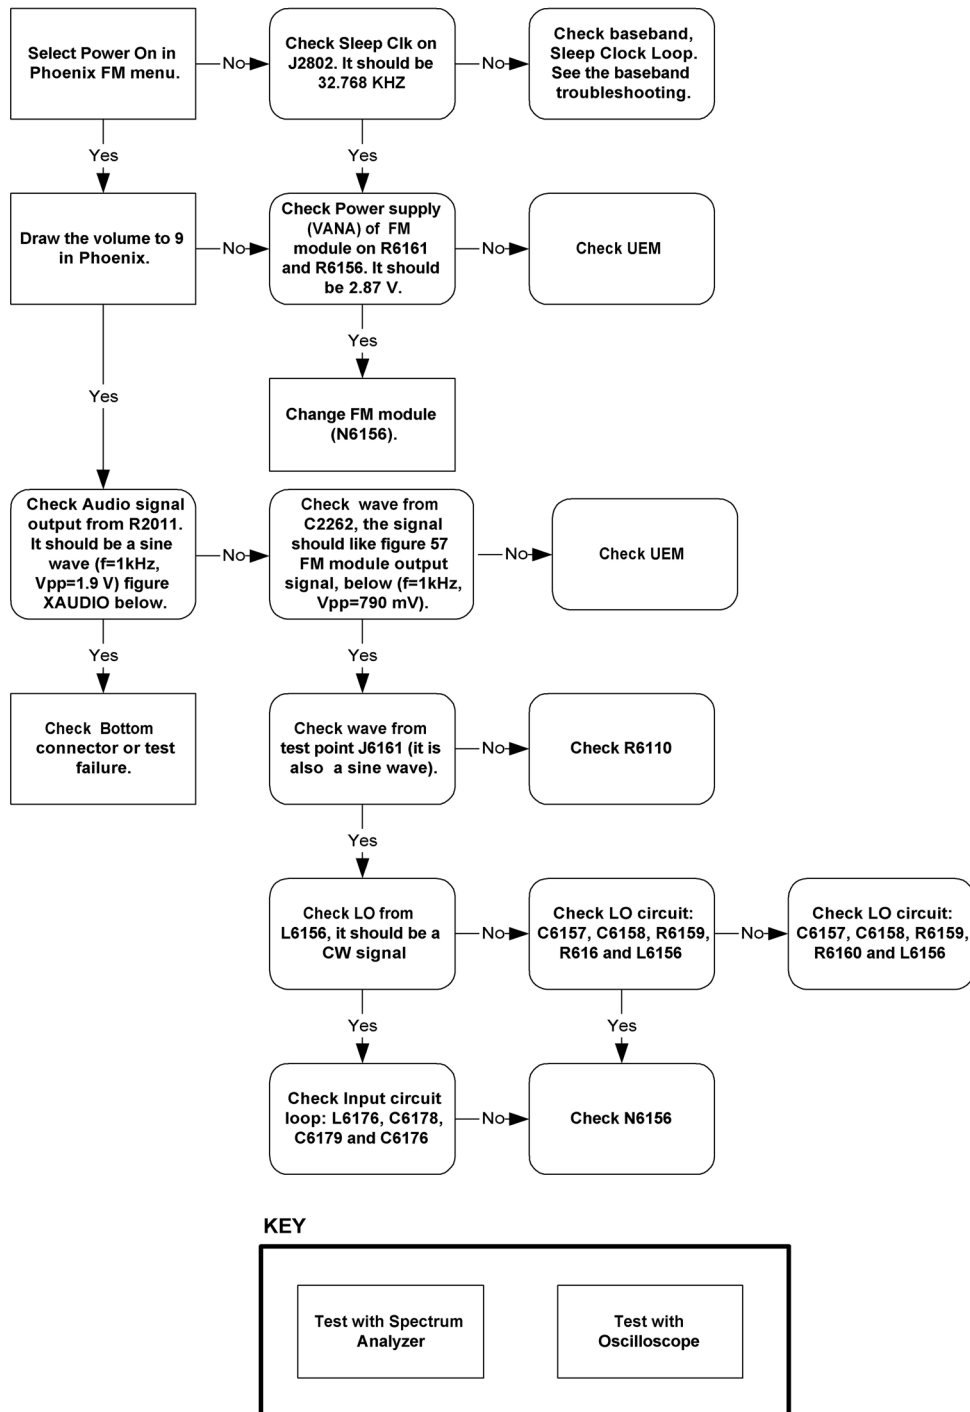 Select Power On in
Phoenix FM menu.
No
Check Sleep Clk on
J2802. It should be
32.768 KHZ
No
Check baseband,
Sleep Clock Loop.
See the baseband
troubleshooting.
Yes
Yes
Draw the volume to 9
in Phoenix.
No
Check Power supply
(VANA) of FM
module on R6161
and R6156. It should
be 2.87 V.
No
Check UEM
Yes
Yes
Change FM module
(N6156).
Check Audio signal
output from R2011.
It should be a sine
wave (f=1kHz,
Vpp=1.9 V) figure
XAUDIO below.
No
Check wave from
C2262, the signal
should like figure 57
FM module output
signal, below (f=1kHz,
Vpp=790 mV).
No
Check UEM
Yes
Yes
Check Bottom
connector or test
failure.
Check wave from
test point J6161 (it is
also a sine wave).
No
Check R6110
Yes
Check LO from
L6156, it should be a
CW signal
No
Check LO circuit:
C6157, C6158, R6159,
R616 and L6156
No
Check LO circuit:
C6157, C6158, R6159,
R6160 and L6156
Yes
Yes
Check Input circuit
loop: L6176, C6178,
C6179 and C6176
No
Check N6156
KEY
Test with Spectrum
Analyzer
Test with
Oscilloscope